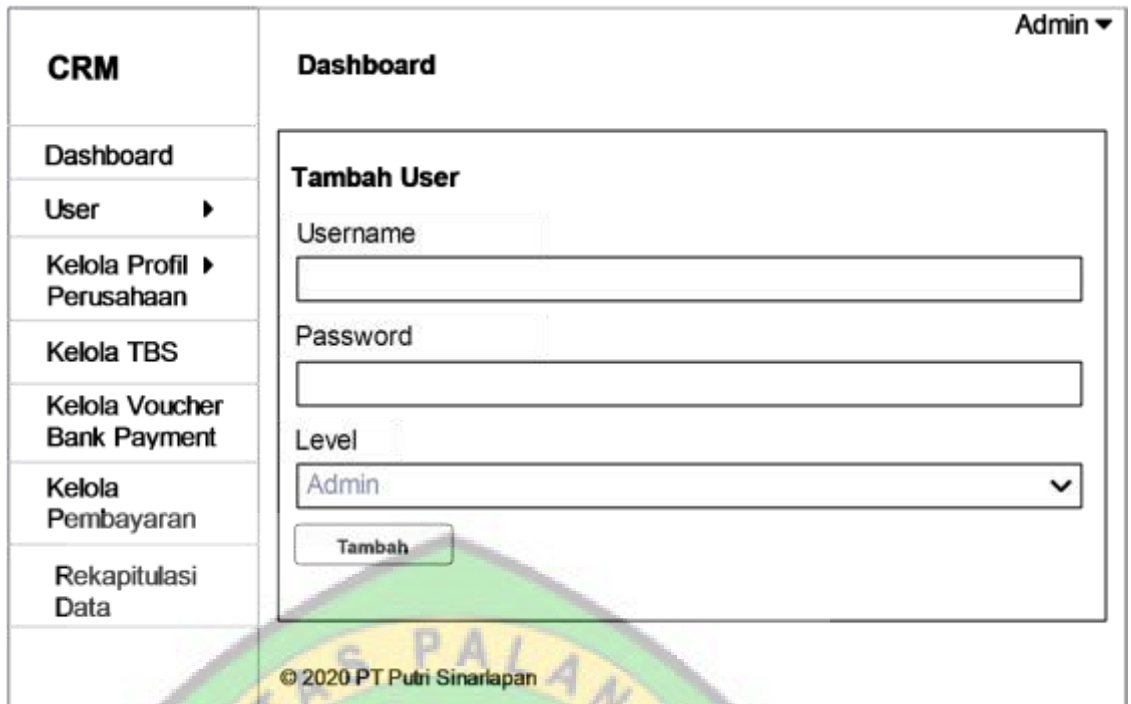 Admin
CRM
Dashboard
Dashboard
User
Kelola Profil
Perusahaan
Kelola TBS
Kelola Voucher
Bank Payment
Kelola
Pembayaran
Rekapitulasi
Data
Tambah User
Username
Password
Level
Admin
Tambah
© 2020 PT Putri Sinarlapan